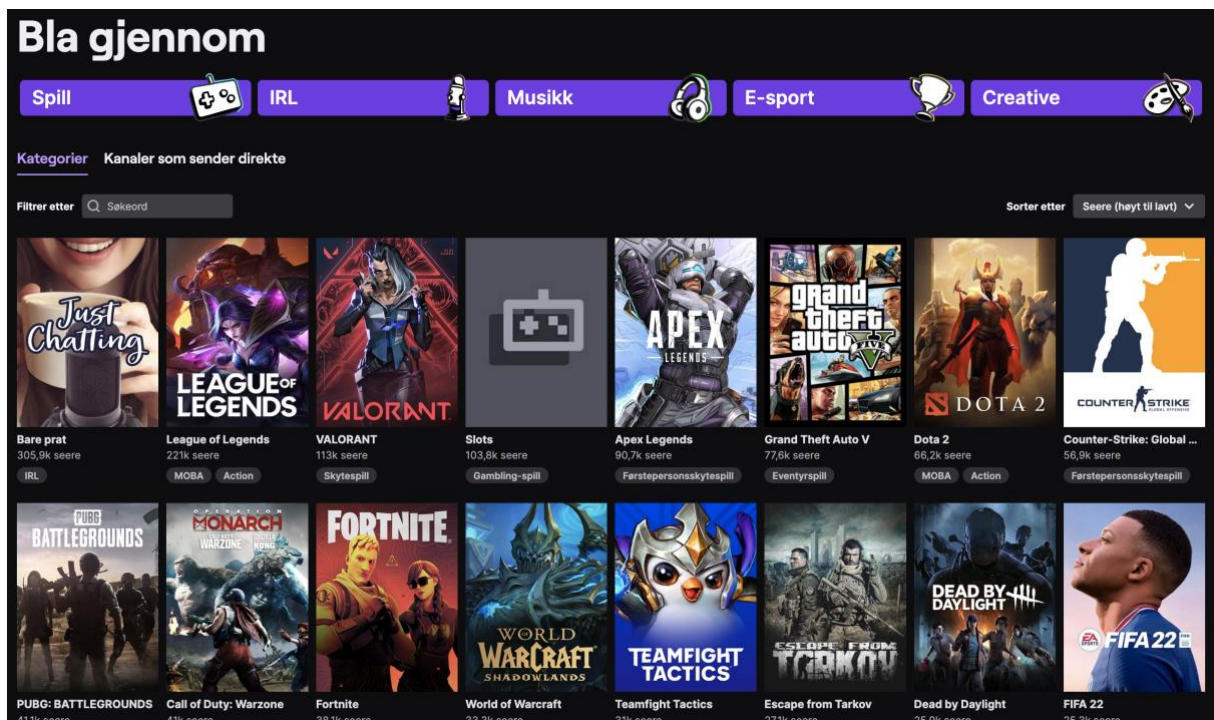 Bla gjennom
Spill
IRL
Musikk
E-sport
Creative
Kategorier Kanaler som sender direkte
Filtrer etter Søkeord Sorter etter Seere (høyt til lavt)
Just
Chatting
LEAGUE OF
LEGENDS
VALORANT
APEX
LEGENDS
grand
theft
auto
FIVE
DOTA 2
COUNTER STRIKE
GLOBAL OFFENSIVE
Bare prat
305,9k seere
IRL
League of Legends
221k seere
MOBA Action
VALORANT
113k seere
Skytespill
Slots
103,8k seere
Gambling-spill
Apex Legends
90,7k seere
Førstepersonsskytespill
Grand Theft Auto V
77,6k seere
Eventyrspill
Dota 2
66,2k seere
MOBA Action
Counter-Strike: Global ...
56,9k seere
Førstepersonsskytespill
PUBG
BATTLEGROUNDS
OPERATION
MONARCH
WARZONE
KONG
FORTNITE
WORLD
WARCRAFT
SHADOWLANDS
TEAMFIGHT
TACTICS
ESCAPE FROM
TARKOV
DEAD BY
DAYLIGHT
EA
SPORTS
FIFA 22
PUBG: BATTLEGROUNDS
Call of Duty: Warzone
Fortnite
World of Warcraft
Teamfight Tactics
Escape from Tarkov
Dead by Daylight
FIFA 22